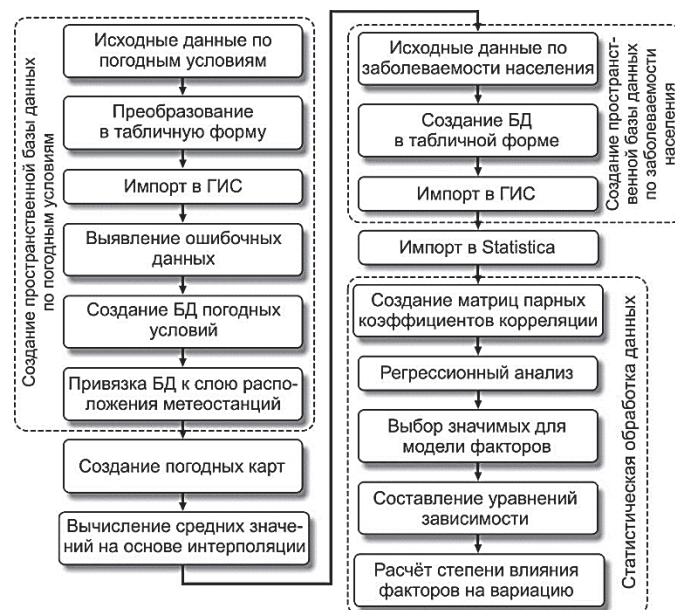 Создание пространственной базы данных
по погодным условиям
Исходные данные по
погодным условиям
Преобразование
в табличную форму
Импорт в ГИС
Выявление ошибочных
данных
Создание БД погодных
условий
Привязка БД к слою распо-
ложения метеостанций
Создание погодных карт
Вычисление средних значе-
ний на основе интерполяции
Исходные данные по
заболеваемости населения
Создание БД
в табличной форме
Импорт в ГИС
Создание пространст-
венной базы данных
по заболеваемости
населения
Импорт в Statistica
Создание матриц парных
коэффициентов корреляции
Регрессионный анализ
Выбор значимых для
модели факторов
Составление уравнений
зависимости
Расчёт степени влияния
факторов на вариацию
Статистическая обработка данных